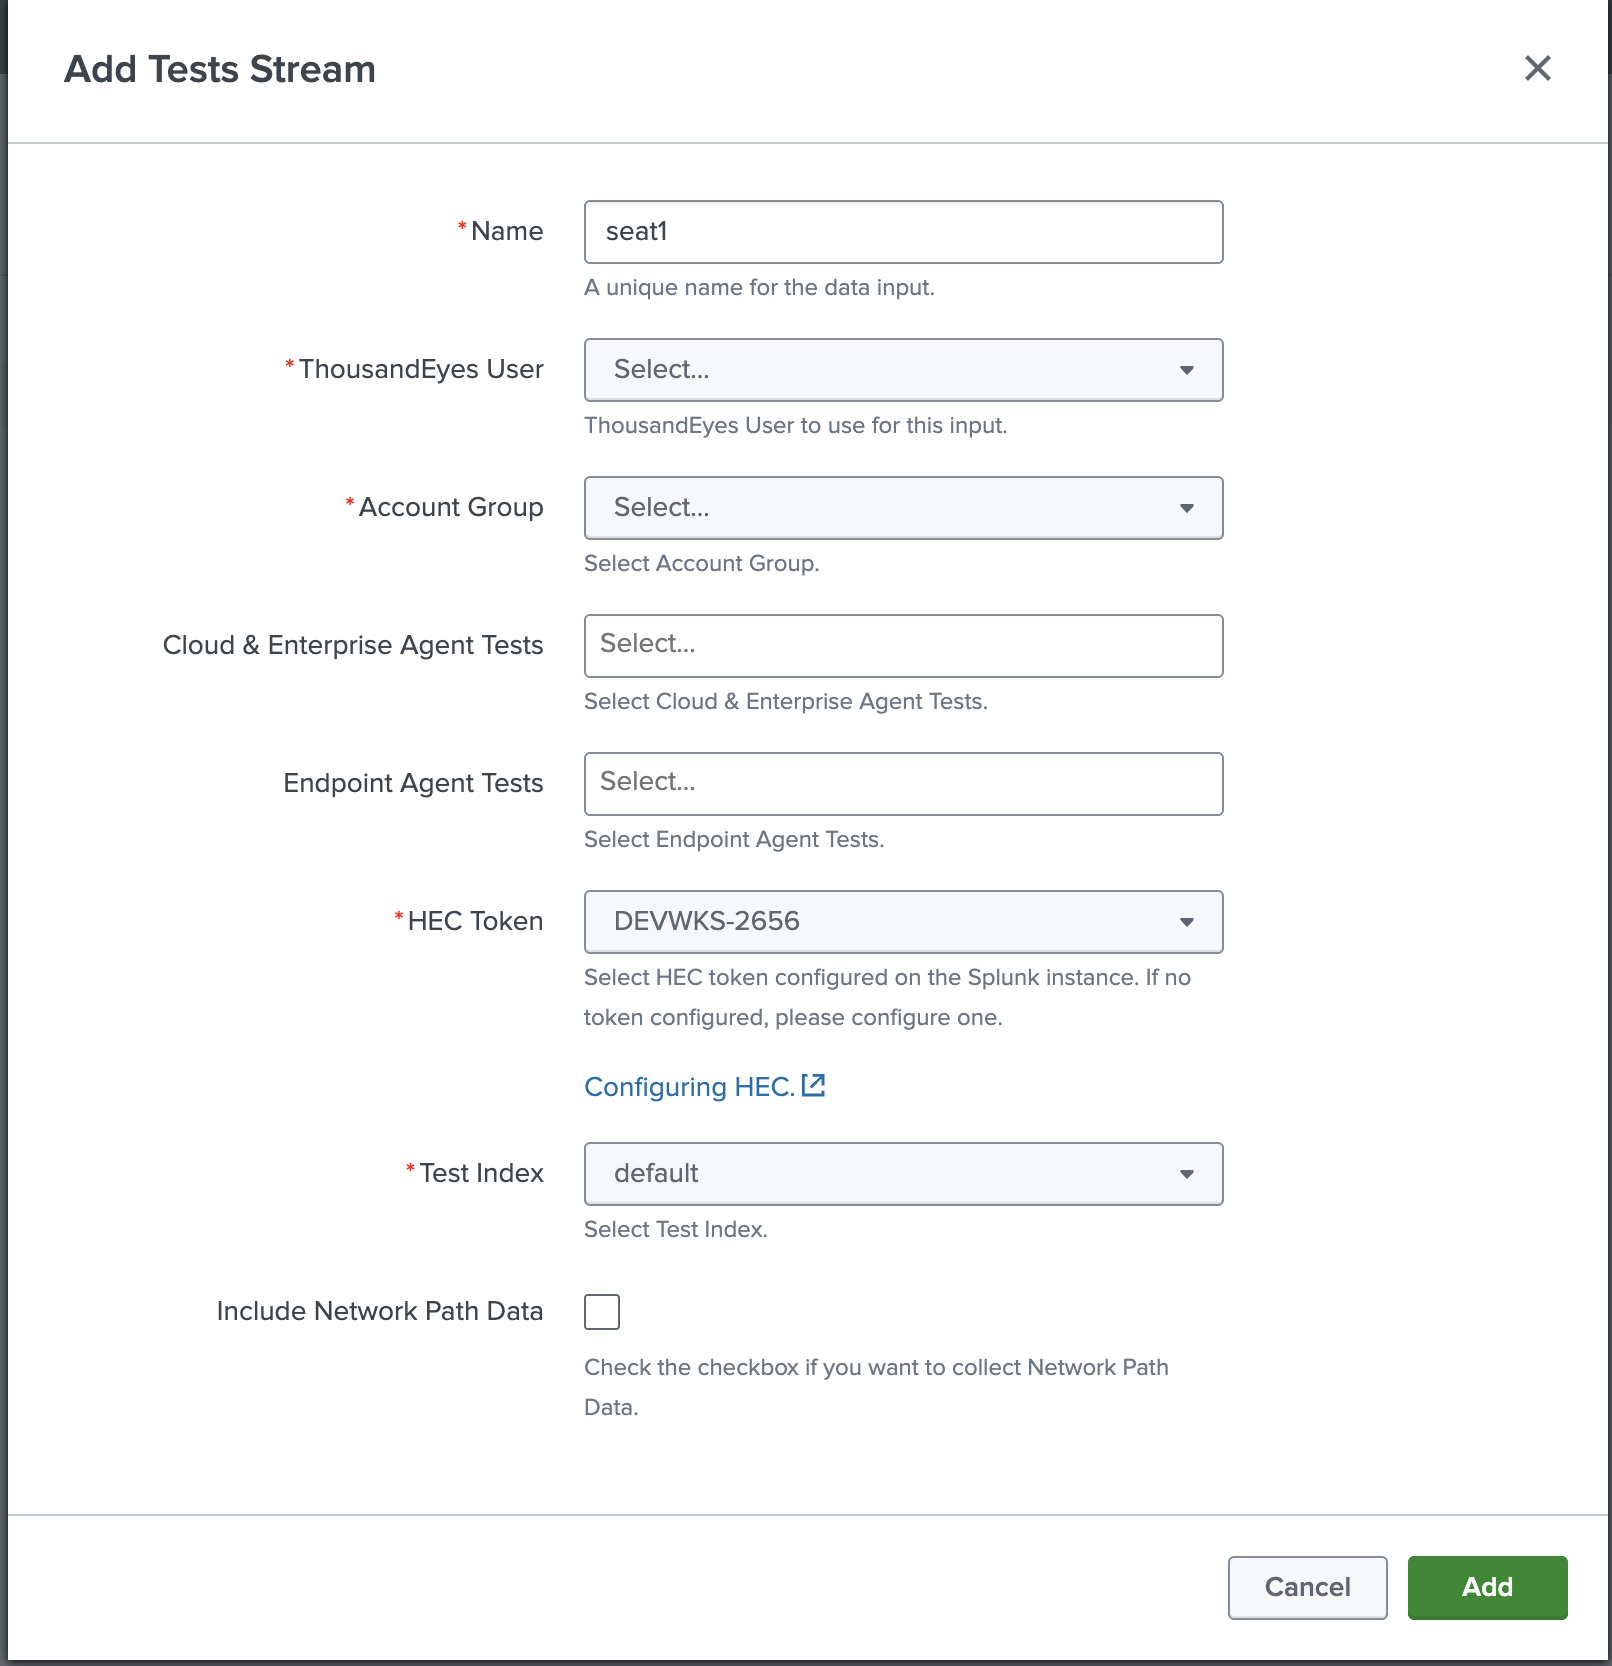 Add Tests Stream
*Name
seat1
A unique name for the data input.
*ThousandEyes User
Select...
ThousandEyes User to use for this input.
*Account Group
Select...
Select Account Group.
Cloud & Enterprise Agent Tests
Select...
Select Cloud & Enterprise Agent Tests.
Endpoint Agent Tests
Select...
Select Endpoint Agent Tests.
*HEC Token
DEVWKS-2656
Select HEC token configured on the Splunk instance. If no
token configured, please configure one.
Configuring HEC.
*Test Index
default
Select Test Index.
Include Network Path Data
Check the checkbox if you want to collect Network Path
Data.
Cancel
Add